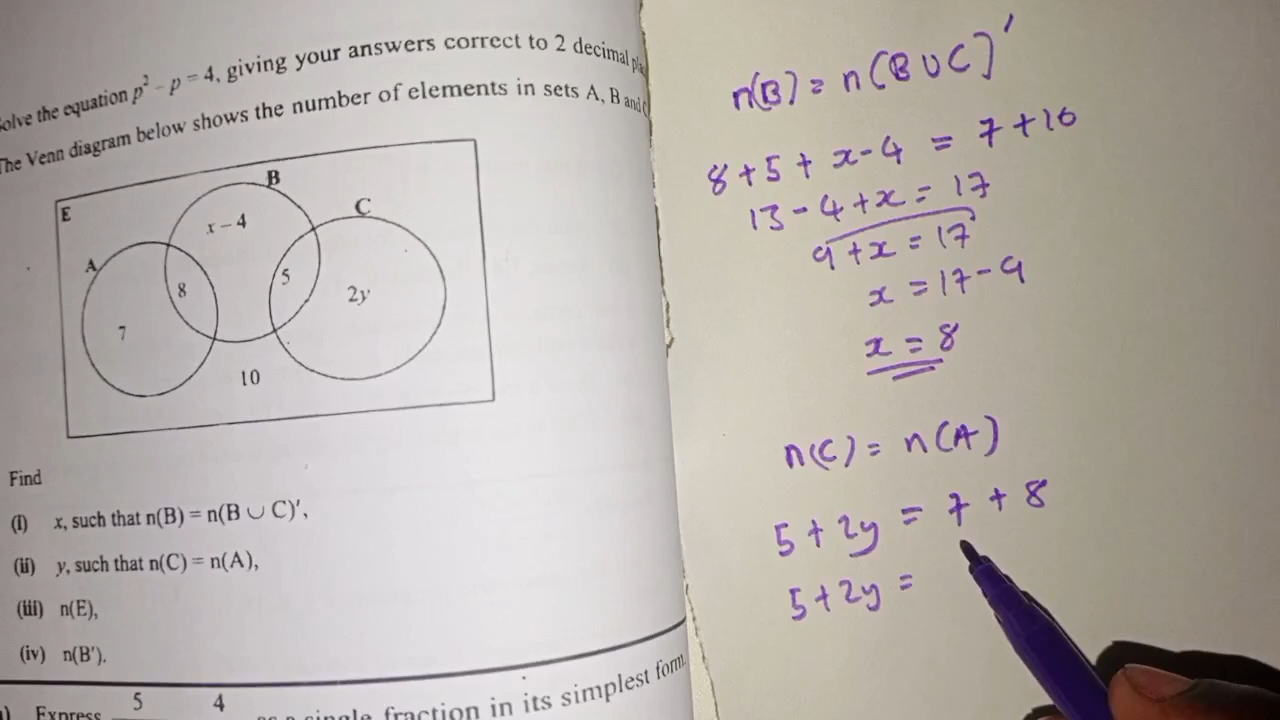 Solve the equation p² - p = 4, giving your answers correct to 2 decimal
The Venn diagram below shows the number of elements in sets A, B and C
E
B
C
A
x – 4
8
5
7
2y
10
Find
(i) x, such that n(B) = n(B ∪ C)′,
(ii) y, such that n(C) = n(A),
(iii) n(E),
(iv) n(B′).
Express 5 4 single fraction in its simplest form.
n(B) = n(B ∪ C)′
8 + 5 + x - 4 = 7 + 10
13 - 4 + x = 17
9 + x = 17
x = 17 - 9
x = 8
n(C) = n(A)
5 + 2y = 7 + 8
5 + 2y =